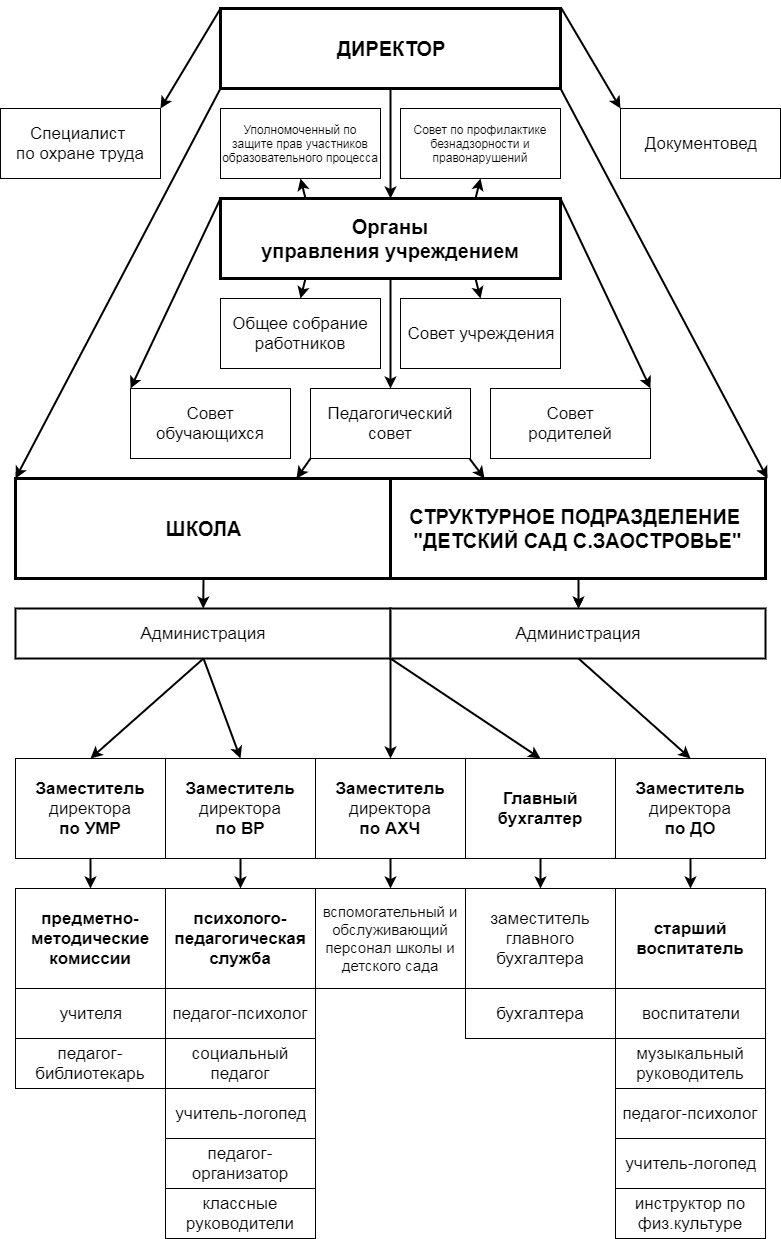 ДИРЕКТОР
Специалист
по охране труда
Уполномоченный по
защите прав участников
образовательного процесса
Совет по профилактике
безнадзорности и
правонарушений
Документовед
Органы
управления учреждением
Общее собрание
работников
Совет учреждения
Совет
обучающихся
Педагогический
совет
Совет
родителей
ШКОЛА
СТРУКТУРНОЕ ПОДРАЗДЕЛЕНИЕ
"ДЕТСКИЙ САД С.ЗАОСТРОВЬЕ"
Администрация
Администрация
Заместитель
директора
по УМР
Заместитель
директора
по ВР
Заместитель
директора
по АХЧ
Главный
бухгалтер
Заместитель
директора
по ДО
предметно-
методические
комиссии
психолого-
педагогическая
служба
вспомогательный и
обслуживающий
персонал школы и
детского сада
заместитель
главного
бухгалтера
старший
воспитатель
учителя
педагог-психолог
бухгалтера
воспитатели
педагог-
библиотекарь
социальный
педагог
музыкальный
руководитель
учитель-логопед
педагог-психолог
педагог-
организатор
учитель-логопед
классные
руководители
инструктор по
физ.культуре